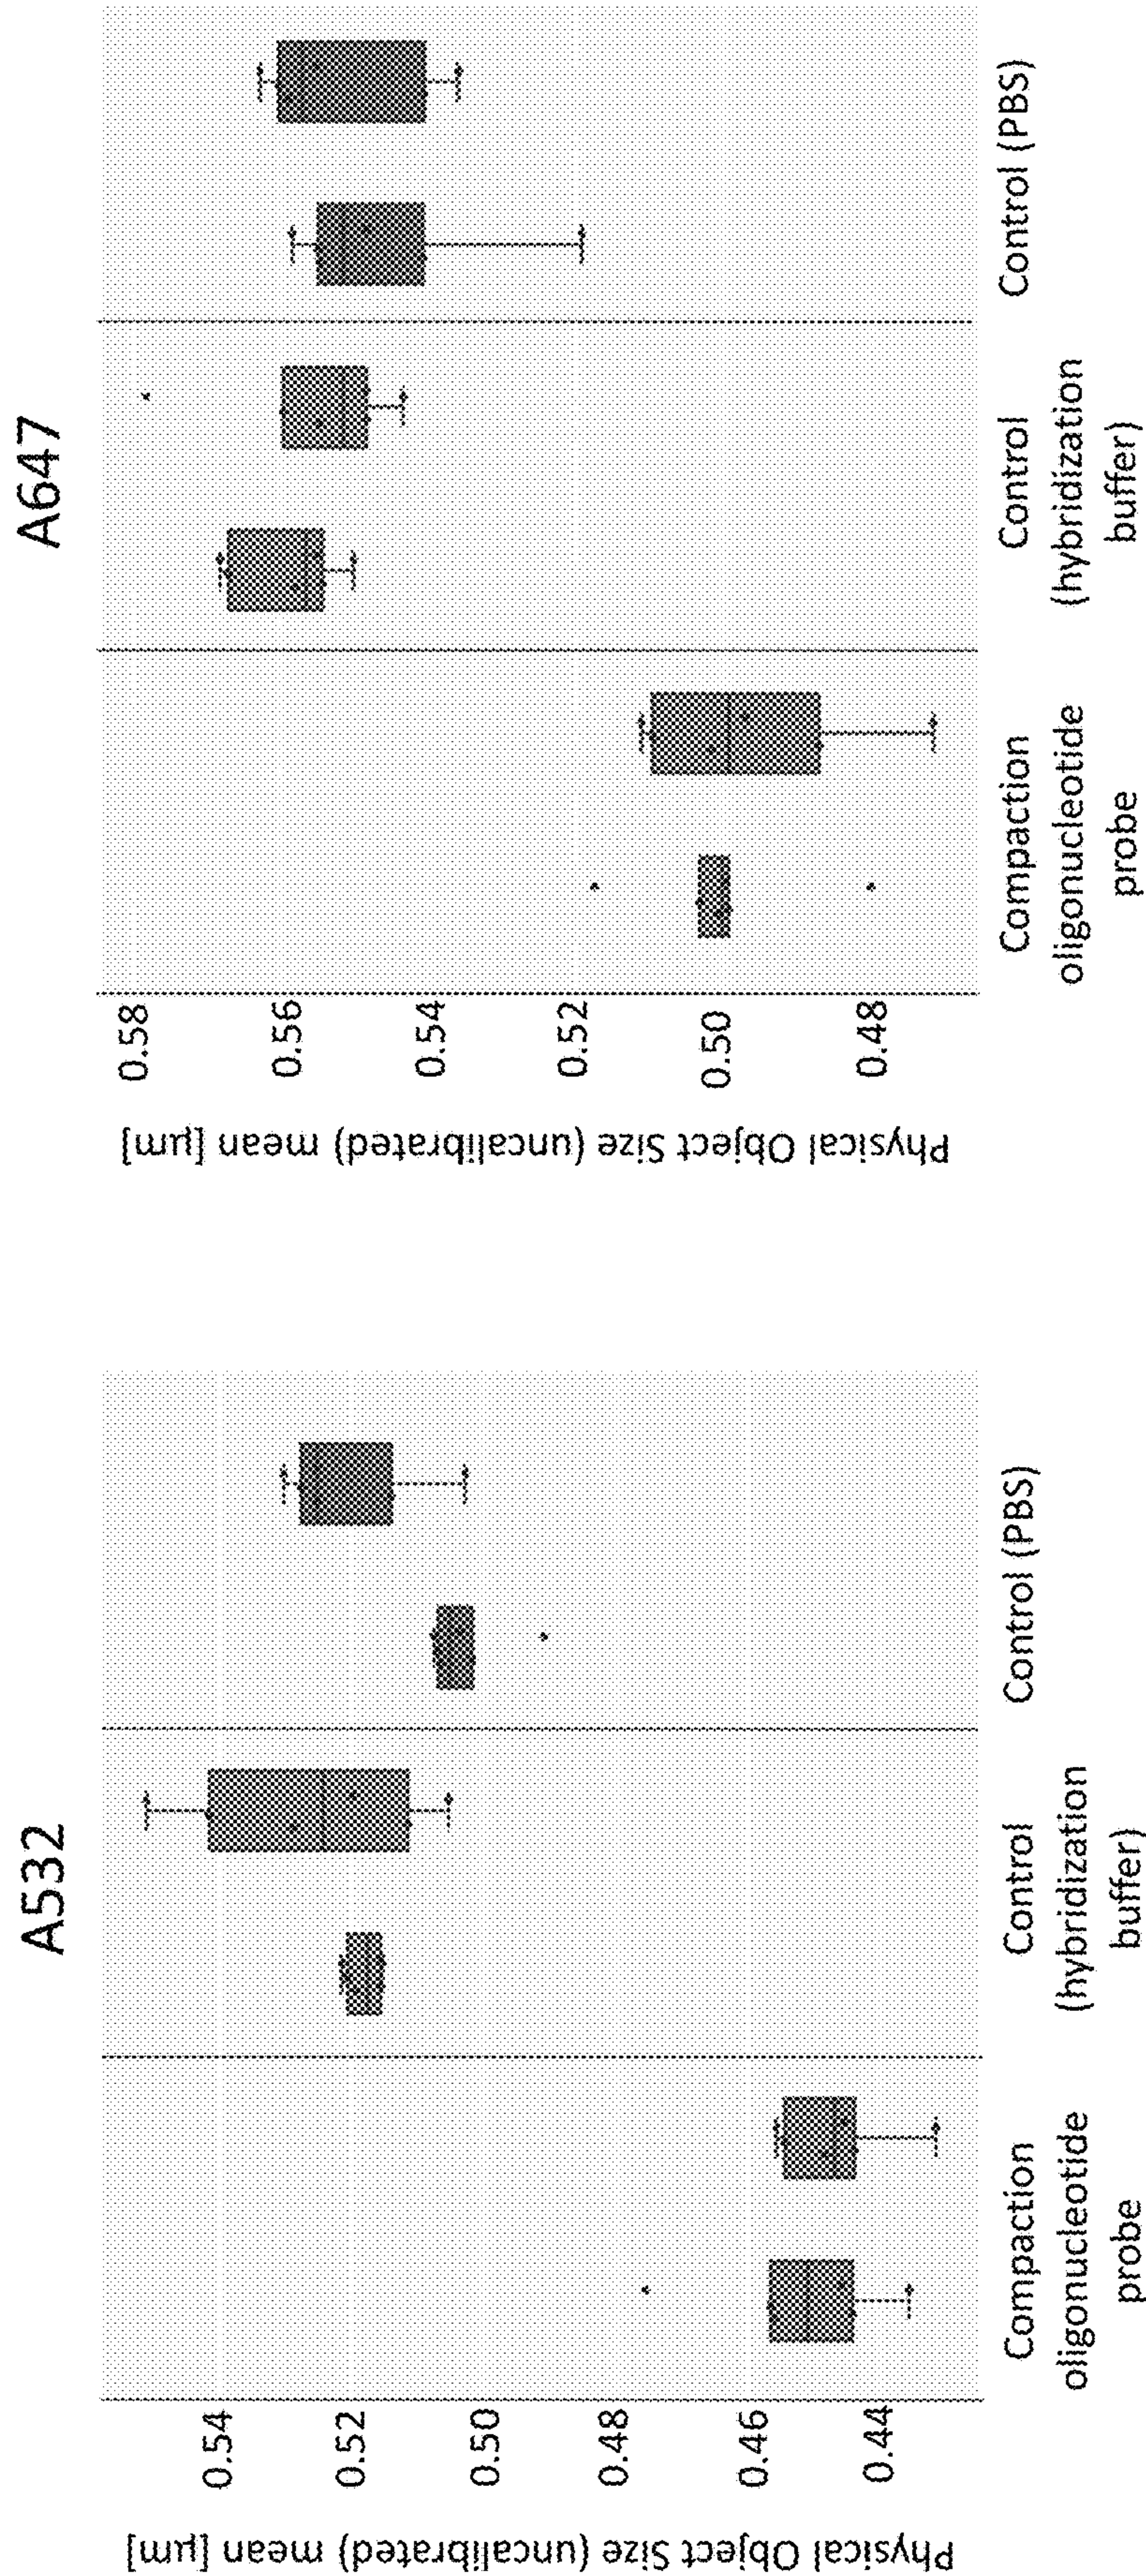 A532
Physical Object Size (uncalibrated) mean [µm]
0.54
0.52
0.50
0.48
0.46
0.44
Compaction
oligonucleotide
probe
Control
(hybridization
buffer)
Control (PBS)
A647
Physical Object Size (uncalibrated) mean [µm]
0.58
0.56
0.54
0.52
0.50
0.48
Compaction
oligonucleotide
probe
Control
(hybridization
buffer)
Control (PBS)